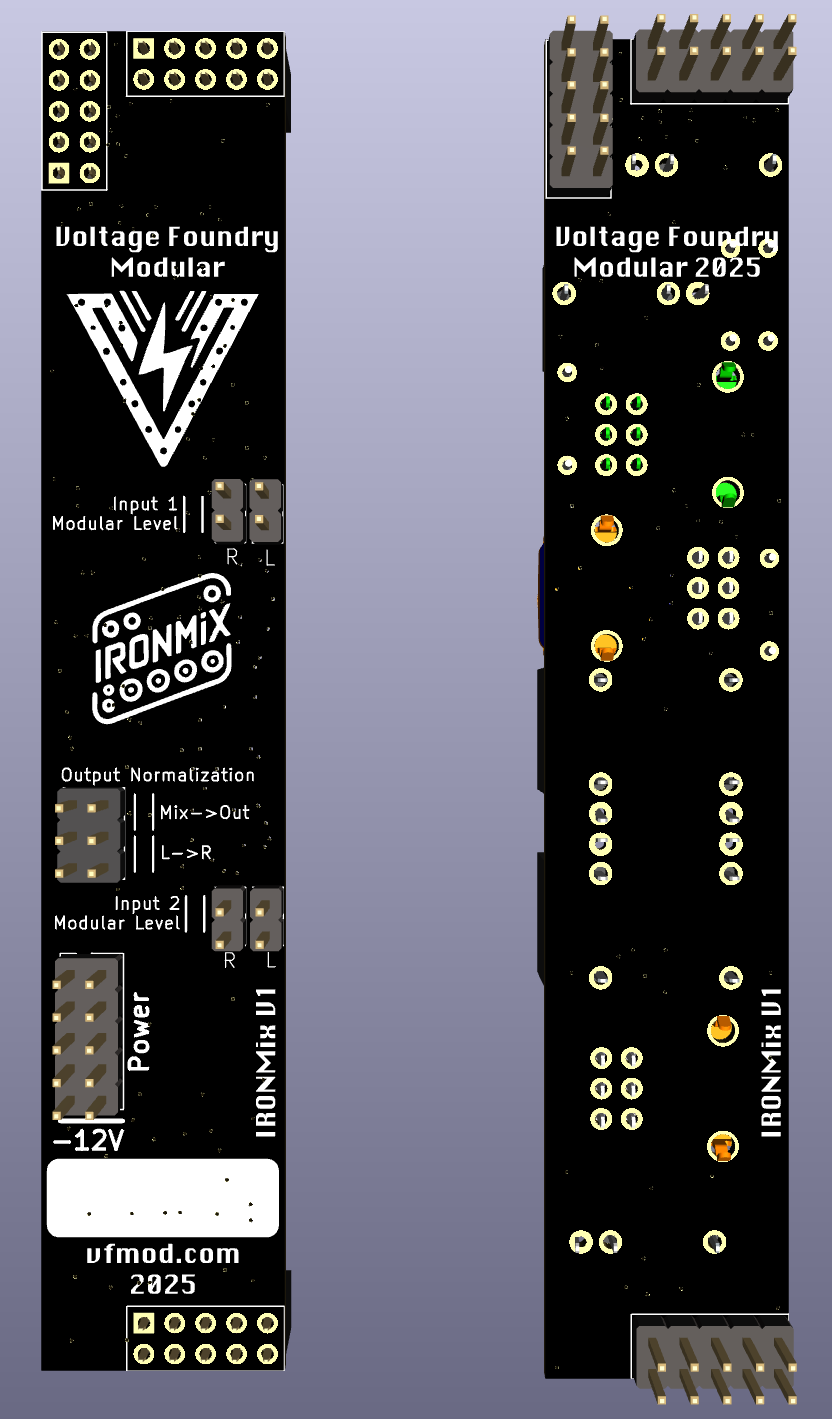 Voltage Foundry
Modular
Input 1
Modular Level
R L
IRONMiX
Output Normalization
Mix->Out
L->R
Input 2
Modular Level
R L
Power
IRONMix V1
-12V
vfmod.com
2025
Voltage Foundry
Modular 2025
IRONMix V1